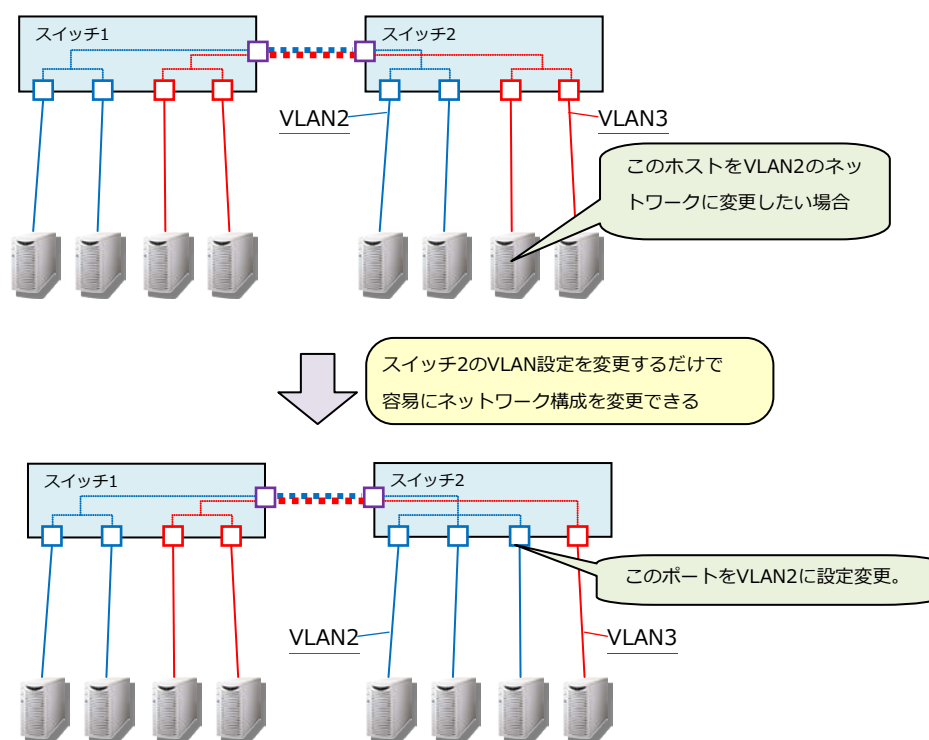 スイッチ1
スイッチ2
VLAN2
VLAN3
このホストをVLAN2のネッ
トワークに変更したい場合
スイッチ2のVLAN設定を変更するだけで
容易にネットワーク構成を変更できる
スイッチ1
スイッチ2
このポートをVLAN2に設定変更。
VLAN2
VLAN3